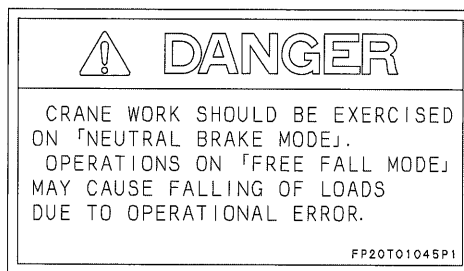 DANGER
CRANE WORK SHOULD BE EXERCISED
ON「NEUTRAL BRAKE MODE」.
OPERATIONS ON「FREE FALL MODE」
MAY CAUSE FALLING OF LOADS
DUE TO OPERATIONAL ERROR.
FP20T01045P1